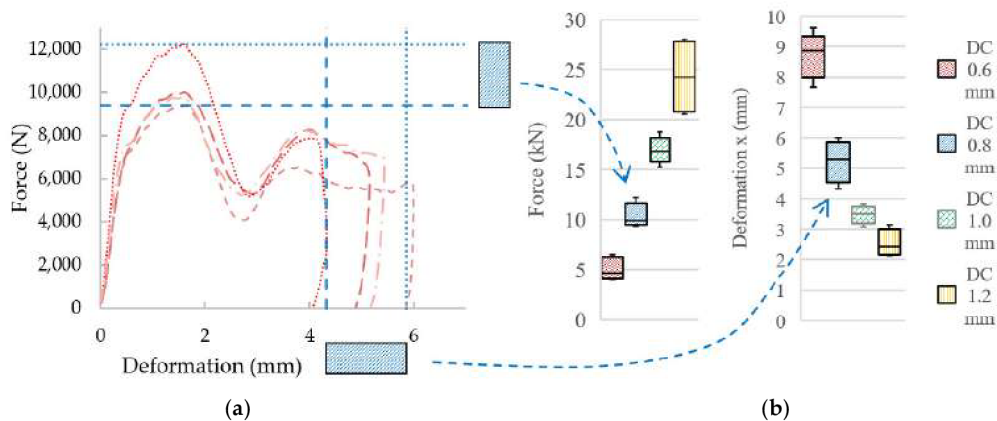 12,000
10,000
8,000
6,000
4,000
2,000
0
Force (N)
0 2 4 6
Deformation (mm)
(a)
30
25
20
15
10
5
0
Force (kN)
10
9
8
7
6
5
4
3
2
1
0
Deformation x (mm)
DC
0.6
mm
DC
0.8
mm
DC
1.0
mm
DC
1.2
mm
(b)